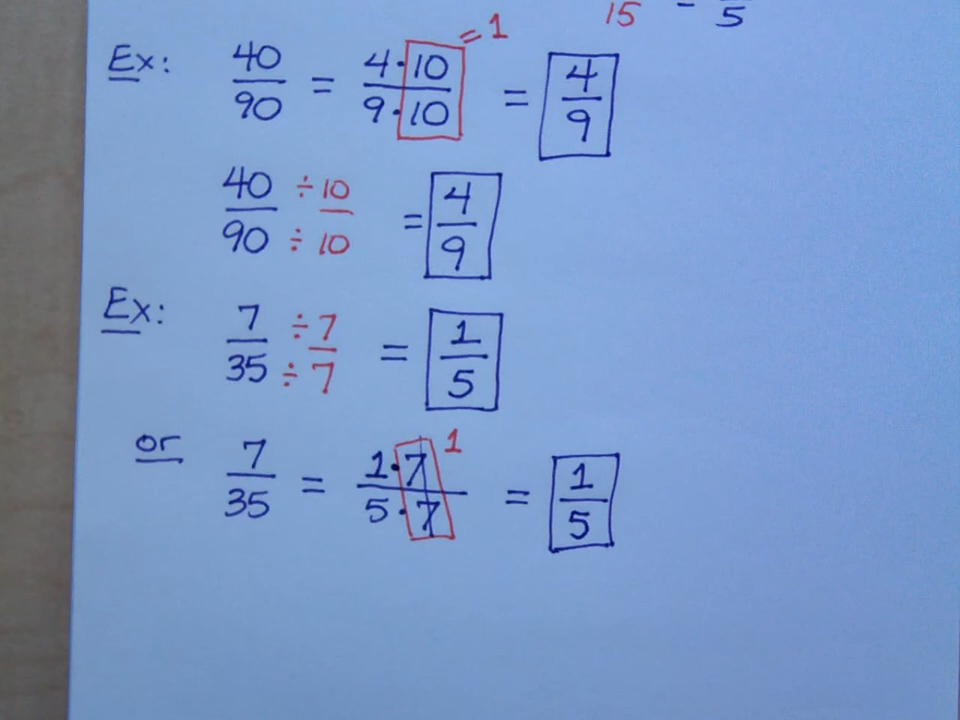 15 - /5
Ex: 40/90 = 4·10/9·10 = 1 = 4/9
40/90 ÷ 10/÷ 10 = 4/9
Ex: 7/35 ÷ 7/÷ 7 = 1/5
or 7/35 = 1·7/5·7 1 = 1/5